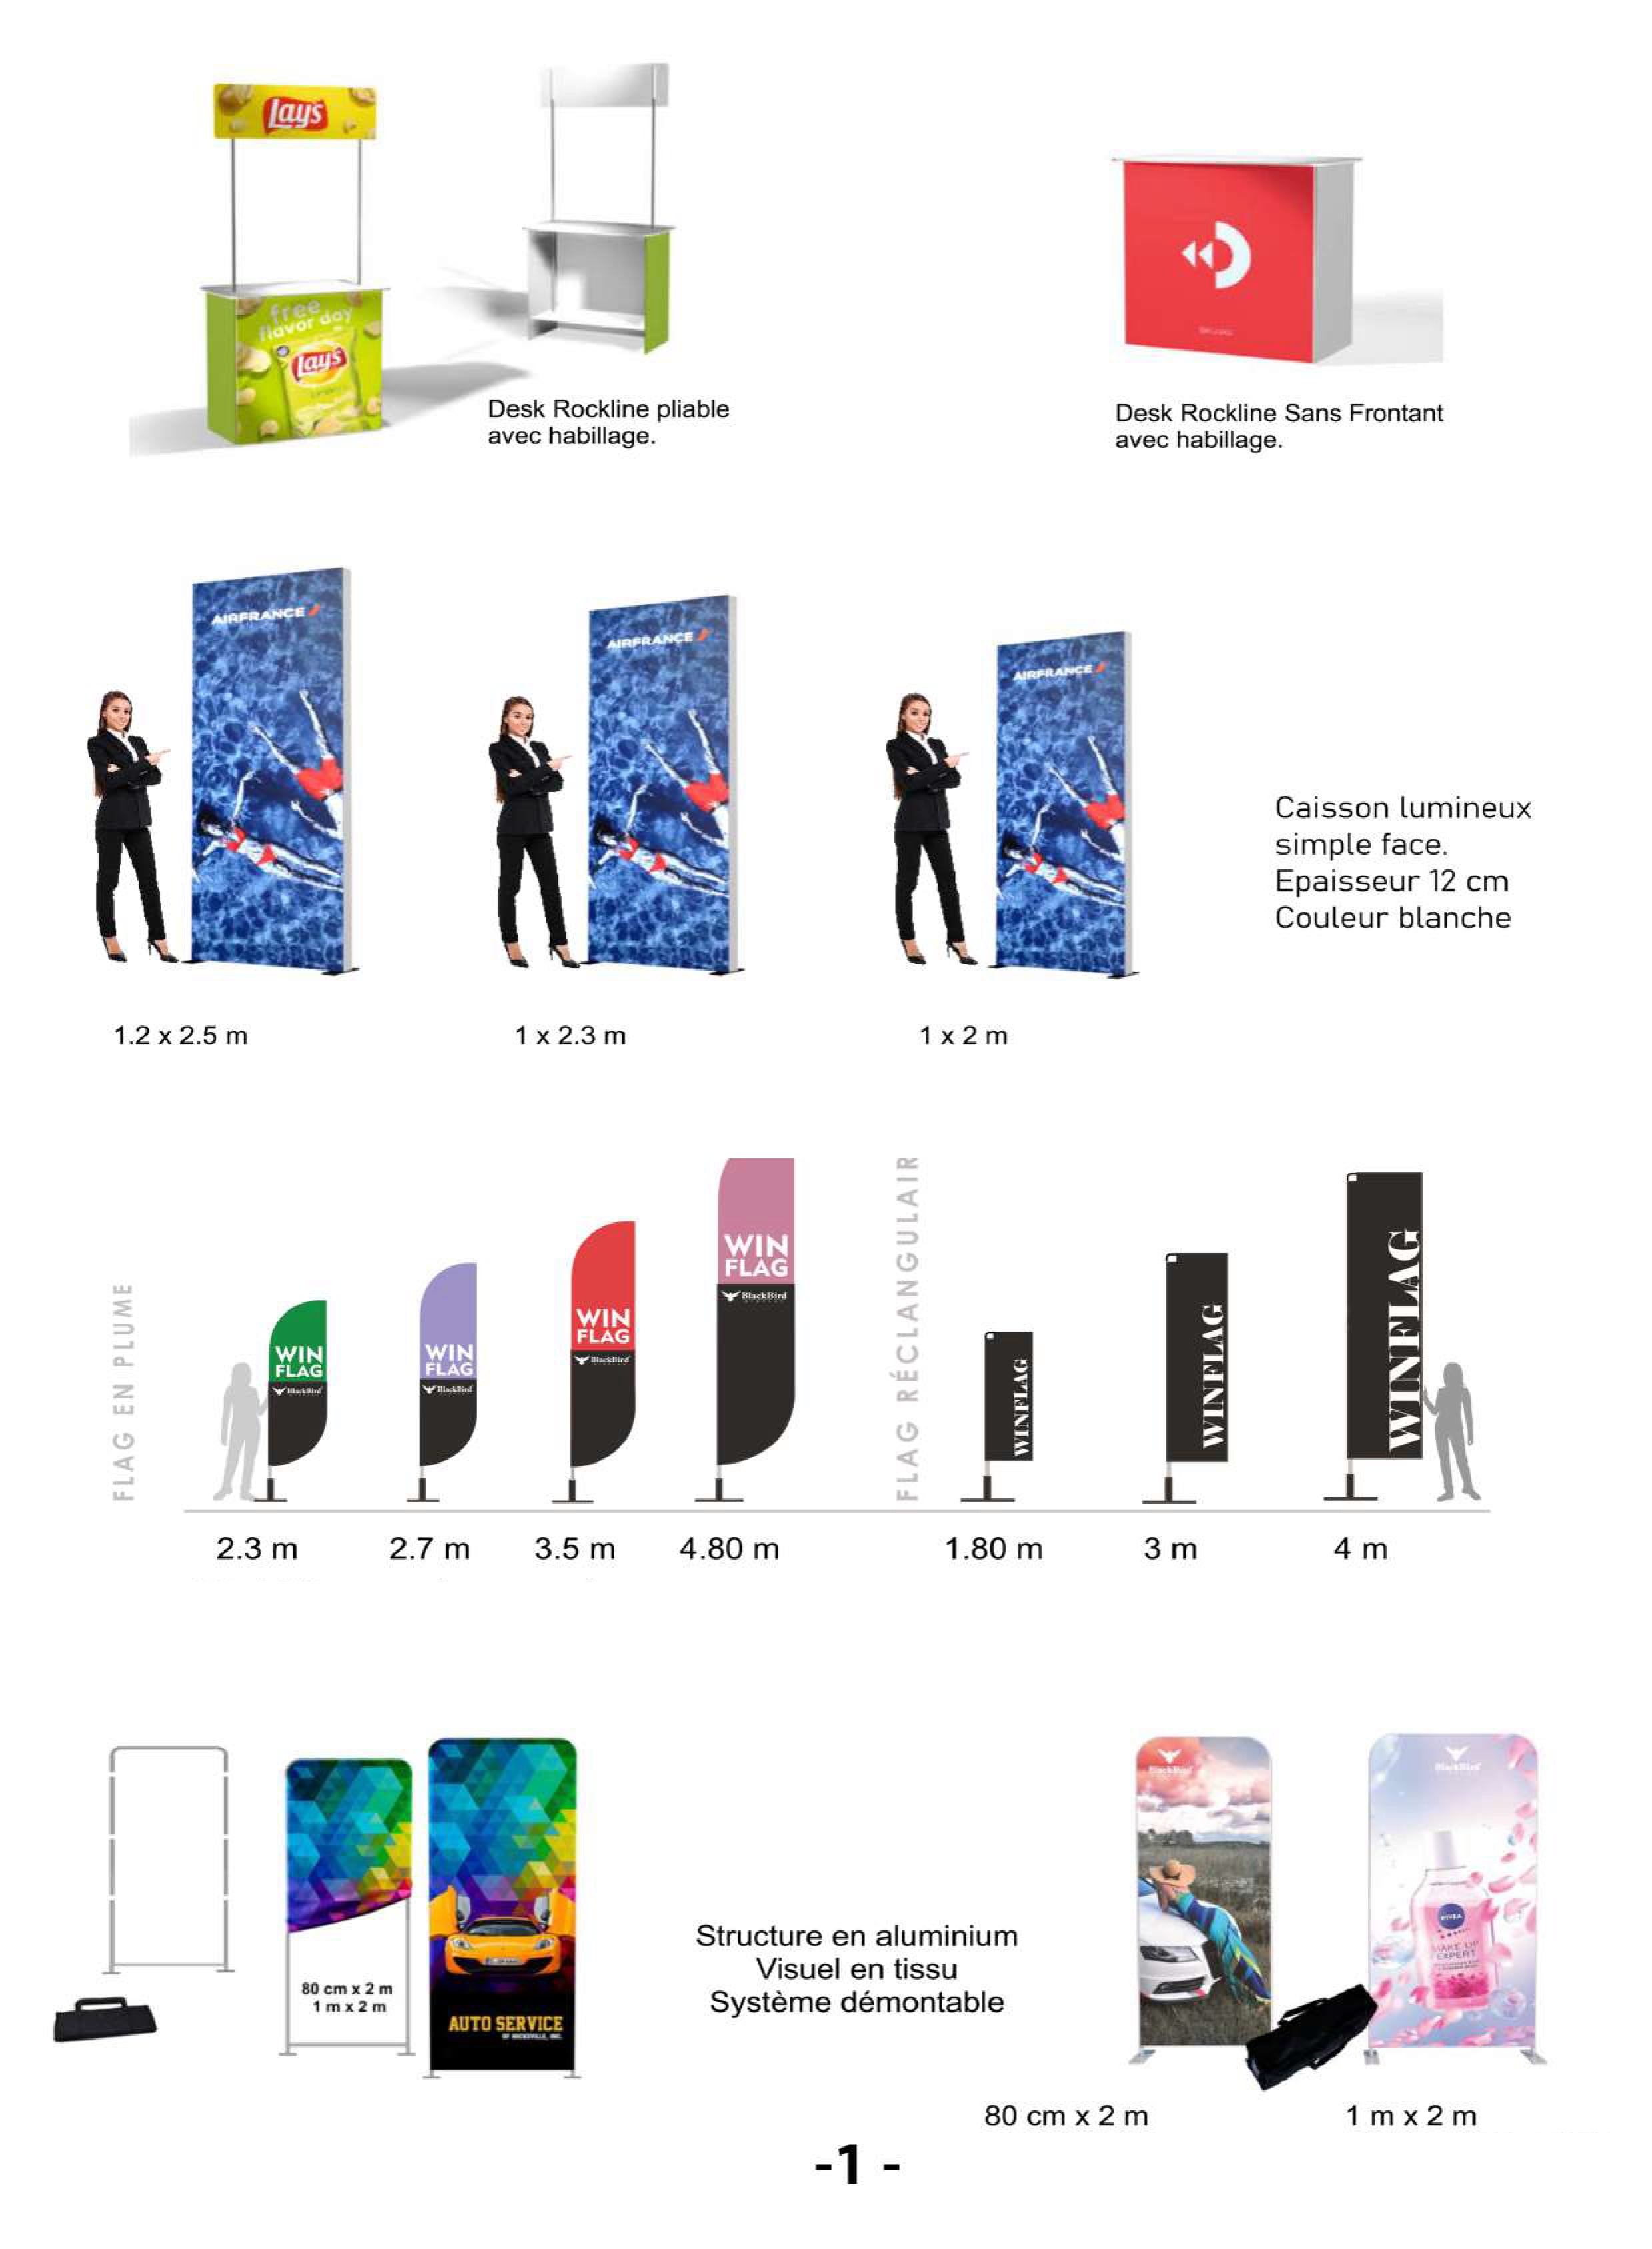 Lay's
free
flavor day
Lay's
Desk Rockline pliable
avec habillage.
Desk Rockline Sans Frontant
avec habillage.
AIRFRANCE
AIRFRANCE
AIRFRANCE
Caisson lumineux
simple face.
Epaisseur 12 cm
Couleur blanche
1.2 x 2.5 m
1 x 2.3 m
1 x 2 m
FLAG EN PLUME
WIN
FLAG
BlackBird
WIN
FLAG
BlackBird
WIN
FLAG
BlackBird
WIN
FLAG
BlackBird
FLAG RÉCLANGULAIR
WINFLAG
WINFLAG
WINFLAG
2.3 m
2.7 m
3.5 m
4.80 m
1.80 m
3 m
4 m
80 cm x 2 m
1 m x 2 m
AUTO SERVICE
Structure en aluminium
Visuel en tissu
Système démontable
BlackBird
BlackBird
NIVEA
MAKE UP
EXPERT
80 cm x 2 m
1 m x 2 m
-1 -